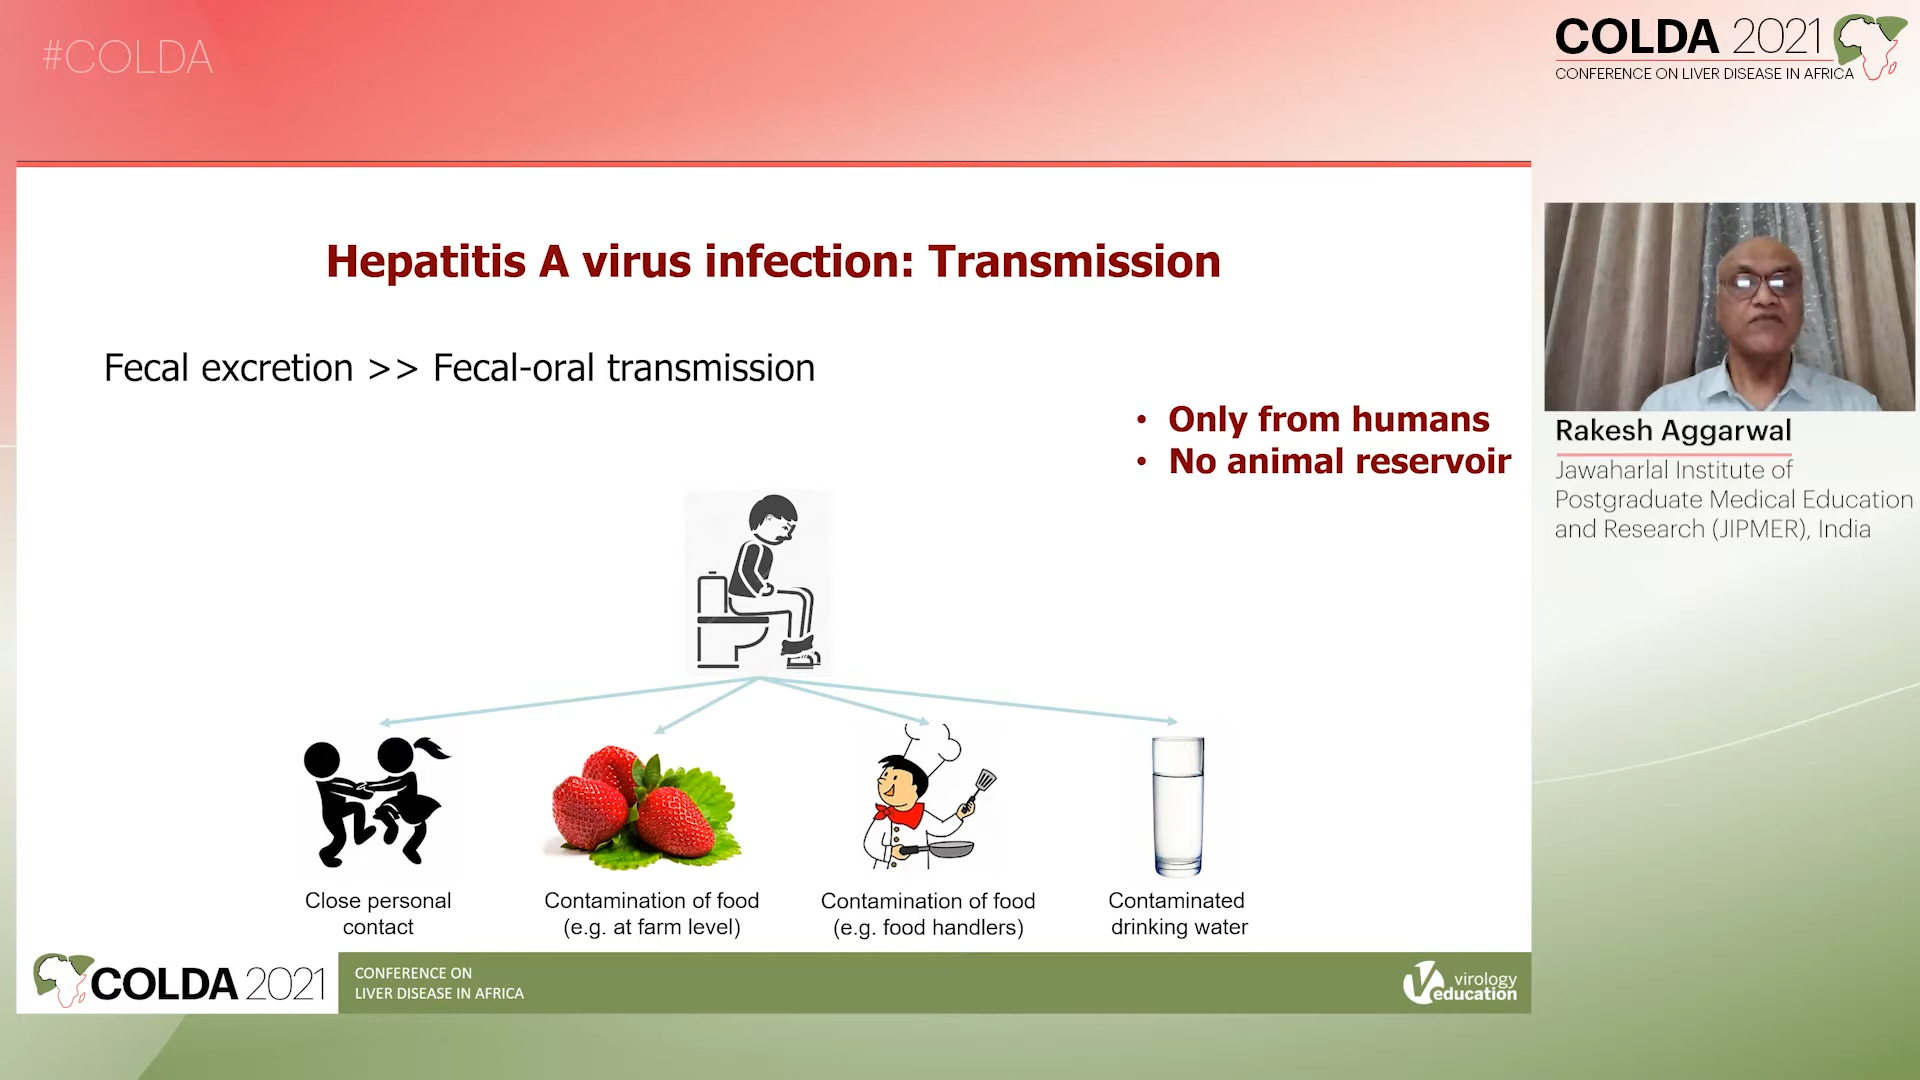 #COLDA
COLDA 2021
CONFERENCE ON LIVER DISEASE IN AFRICA
Hepatitis A virus infection: Transmission
Fecal excretion >> Fecal-oral transmission
• Only from humans
• No animal reservoir
Rakesh Aggarwal
Jawaharlal Institute of
Postgraduate Medical Education
and Research (JIPMER), India
Close personal
contact
Contamination of food
(e.g. at farm level)
Contamination of food
(e.g. food handlers)
Contaminated
drinking water
COLDA 2021
CONFERENCE ON
LIVER DISEASE IN AFRICA
virology
education